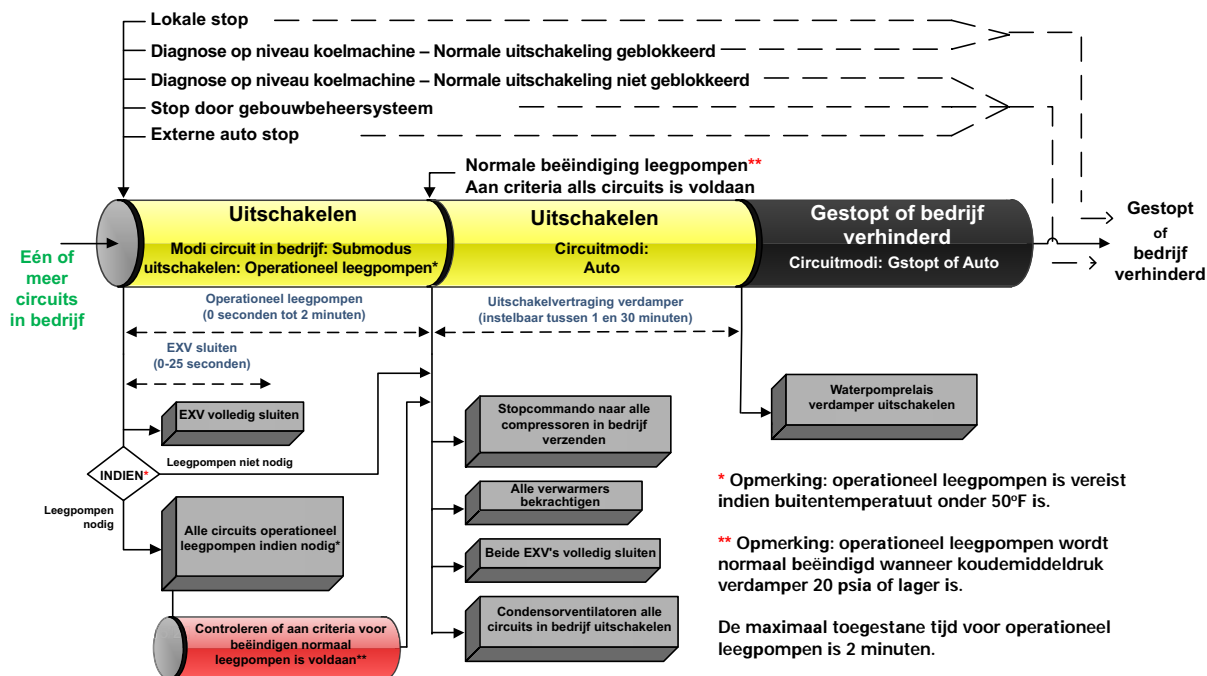 Lokale stop
Diagnose op niveau koelmachine – Normale uitschakeling geblokkeerd
Diagnose op niveau koelmachine – Normale uitschakeling niet geblokkeerd
Stop door gebouwbeheersysteem
Externe auto stop
Normale beëindiging leegpompen**
Aan criteria alls circuits is voldaan
Eén of
meer
circuits
in bedrijf
Uitschakelen
Modi circuit in bedrijf: Submodus
uitschakelen: Operationeel leegpompen*
Uitschakelen
Circuitmodi:
Auto
Gestopt of bedrijf
verhinderd
Circuitmodi: Gstopt of Auto
Gestopt
of
bedrijf
verhinderd
Operationeel leegpompen
(0 seconden tot 2 minuten)
Uitschakelvertraging verdamper
(instelbaar tussen 1 en 30 minuten)
EXV sluiten
(0-25 seconden)
EXV volledig sluiten
INDIEN*
Leegpompen niet nodig
Leegpompen
nodig
Alle circuits operationeel
leegpompen indien nodig*
Controleren of aan criteria voor
beëindigen normaal
leegpompen is voldaan**
Stopcommando naar alle
compressoren in bedrijf
verzenden
Alle verwarmers
bekrachtigen
Beide EXV's volledig sluiten
Condensorventilatoren alle
circuits in bedrijf uitschakelen
Waterpomprelais
verdamper uitschakelen
* Opmerking: operationeel leegpompen is vereist
indien buitentemperatuut onder 50ºF is.
** Opmerking: operationeel leegpompen wordt
normaal beëindigd wanneer koudemiddeldruk
verdamper 20 psia of lager is.
De maximaal toegestane tijd voor operationeel
leegpompen is 2 minuten.